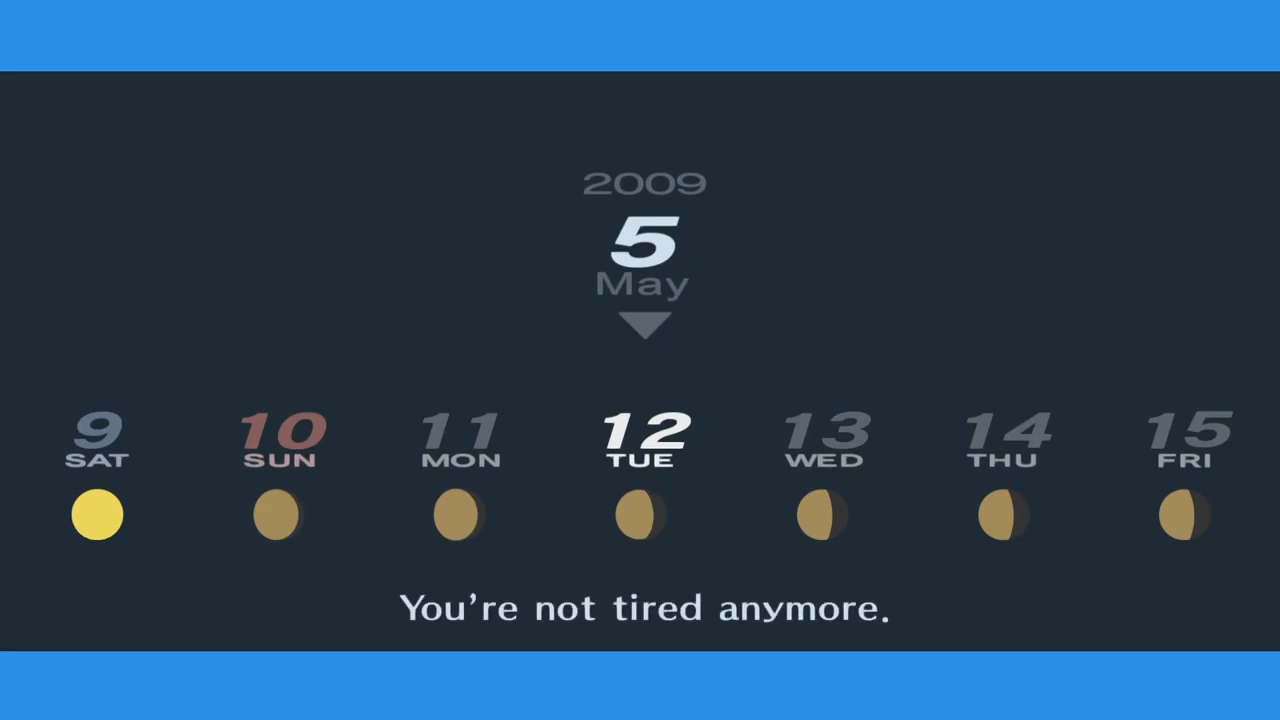 2009
5
May
9 10 11 12 13 14 15
SAT SUN MON TUE WED THU FRI
You're not tired anymore.